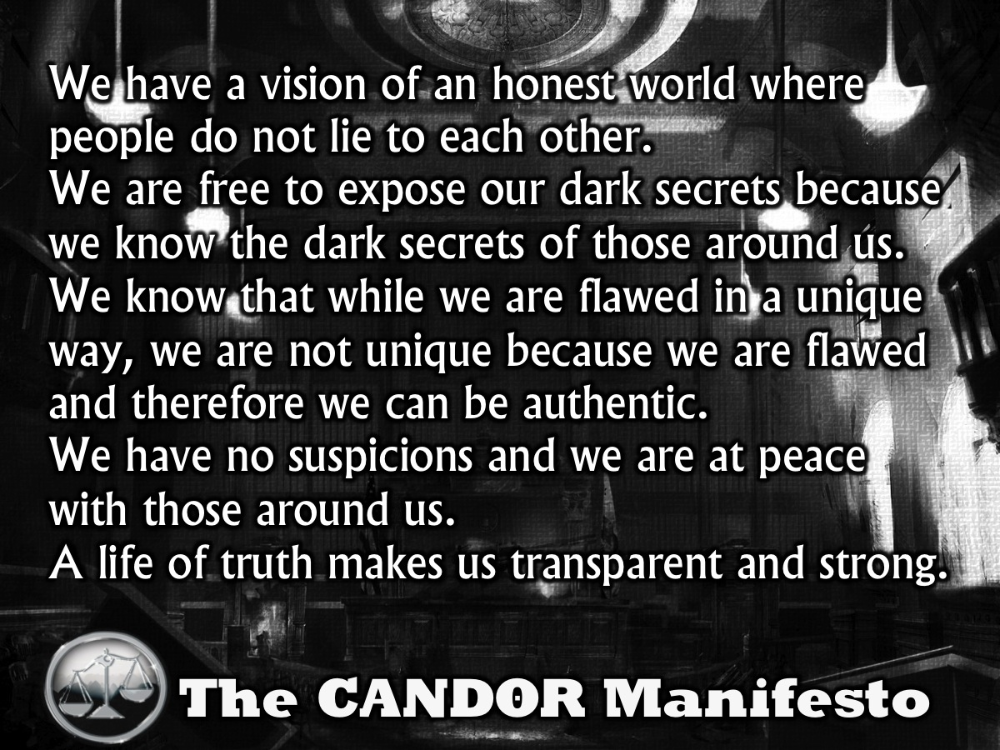 We have a vision of an honest world where
people do not lie to each other.
We are free to expose our dark secrets because
we know the dark secrets of those around us.
We know that while we are flawed in a unique
way, we are not unique because we are flawed
and therefore we can be authentic.
We have no suspicions and we are at peace
with those around us.
A life of truth makes us transparent and strong.
The CANDOR Manifesto